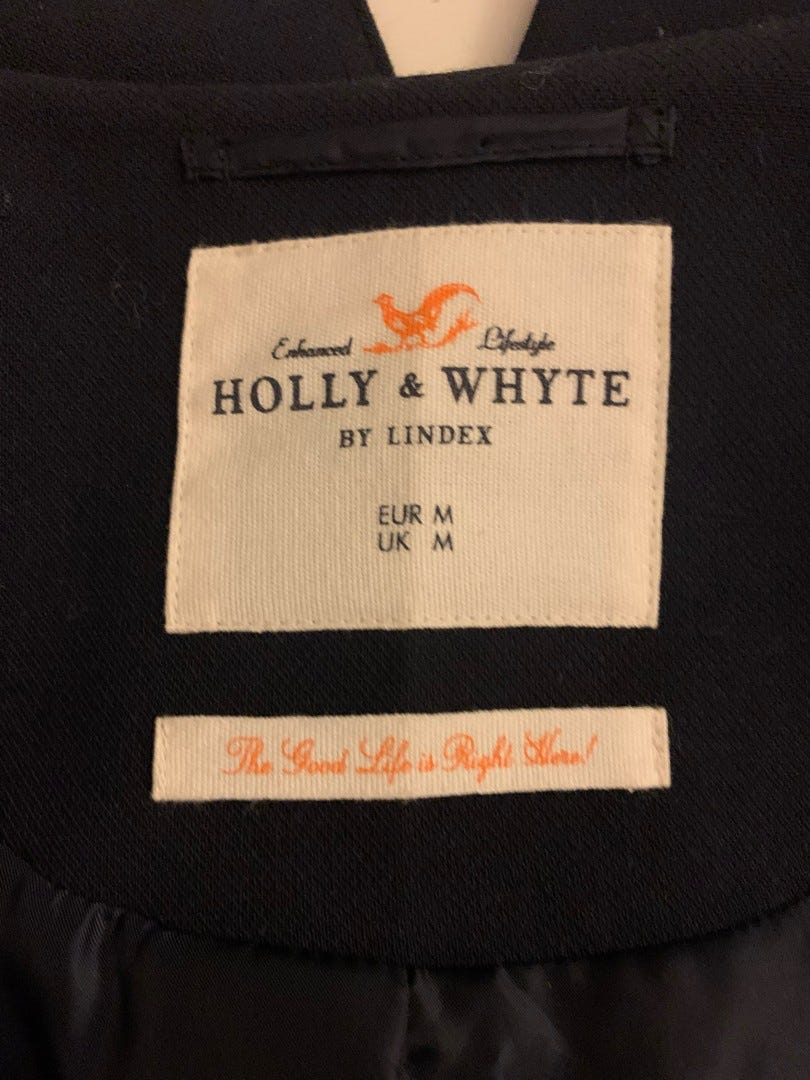 Enhanced Lifestyle
HOLLY & WHYTE
BY LINDEX
EUR M
UK M
The Good Life is Right Here!